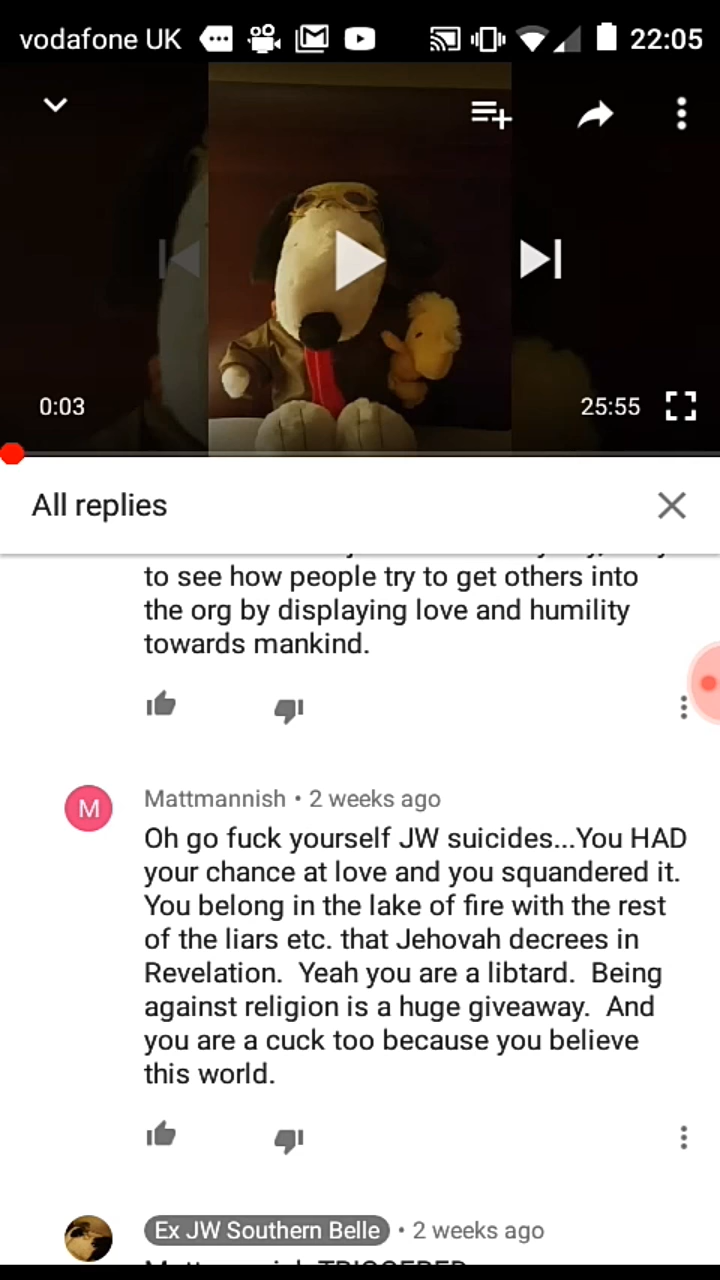 vodafone UK 22:05
0:03 25:55
All replies
to see how people try to get others into
the org by displaying love and humility
towards mankind.
M Mattmannish • 2 weeks ago
Oh go fuck yourself JW suicides...You HAD
your chance at love and you squandered it.
You belong in the lake of fire with the rest
of the liars etc. that Jehovah decrees in
Revelation.  Yeah you are a libtard.  Being
against religion is a huge giveaway.  And
you are a cuck too because you believe
this world.
Ex JW Southern Belle • 2 weeks ago
Mattmannish TRIGGERED